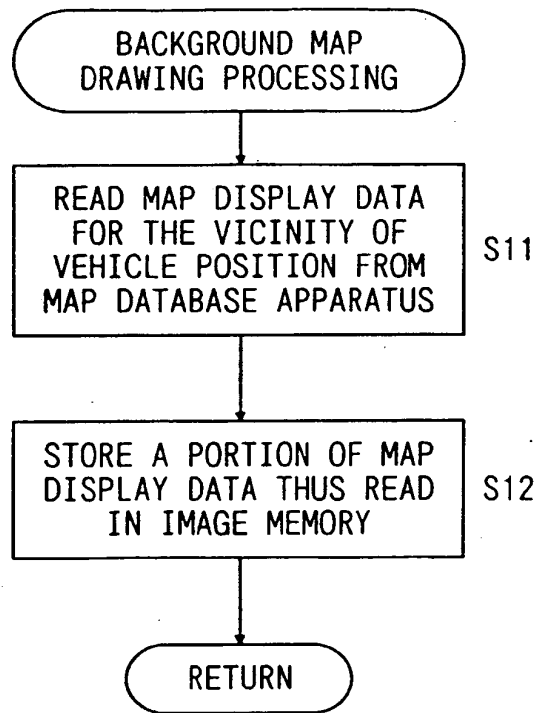 BACKGROUND MAP
DRAWING PROCESSING
READ MAP DISPLAY DATA
FOR THE VICINITY OF
VEHICLE POSITION FROM
MAP DATABASE APPARATUS
S11
STORE A PORTION OF MAP
DISPLAY DATA THUS READ
IN IMAGE MEMORY
S12
RETURN